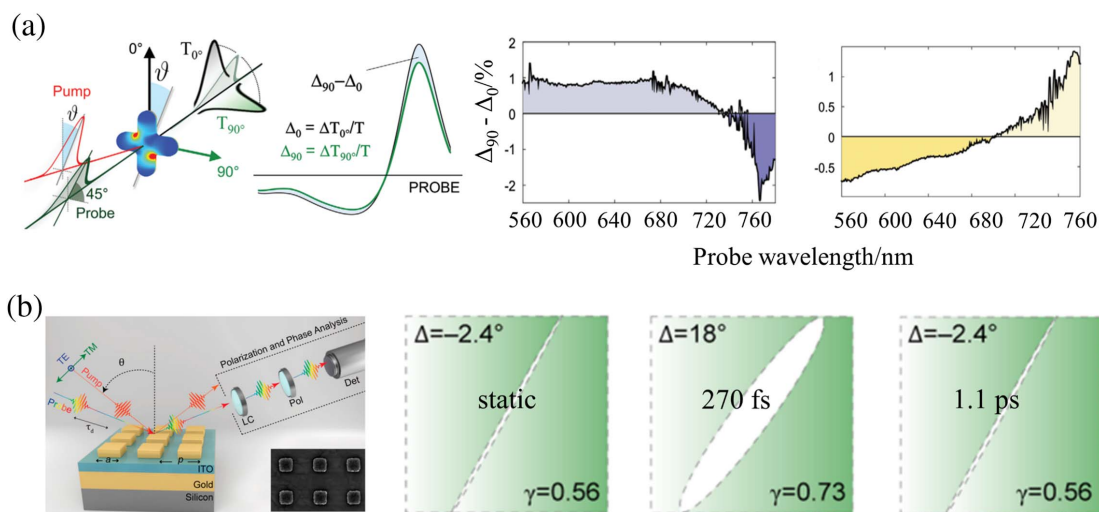 (a)
0°
ϑ
T0°
Pump
ϑ
T90°
90°
45°
Probe
Δ90−Δ0
Δ0 = ΔT0°/T
Δ90 = ΔT90°/T
PROBE
Δ90 - Δ0/%
2
1
0
-1
-2
560 600 640 680 720 760
1
0.5
0
-0.5
560 600 640 680 720 760
Probe wavelength/nm
(b)
TE
TM
θ
Pump
Probe
τd
Polarization and Phase Analysis
LC
Pol
Det
a
p
ITO
Gold
Silicon
Δ=−2.4°
static
γ=0.56
Δ=18°
270 fs
γ=0.73
Δ=−2.4°
1.1 ps
γ=0.56